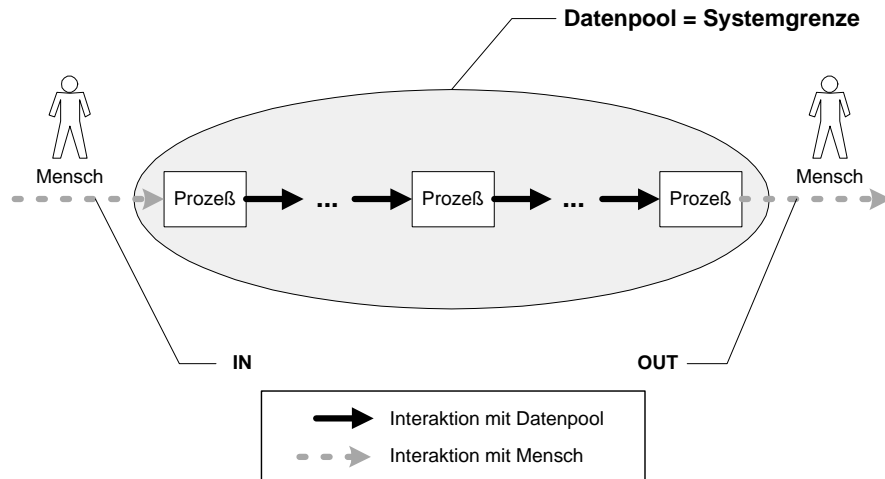 Datenpool = Systemgrenze
Mensch
Mensch
Prozeß
...
Prozeß
...
Prozeß
IN
OUT
Interaktion mit Datenpool
Interaktion mit Mensch